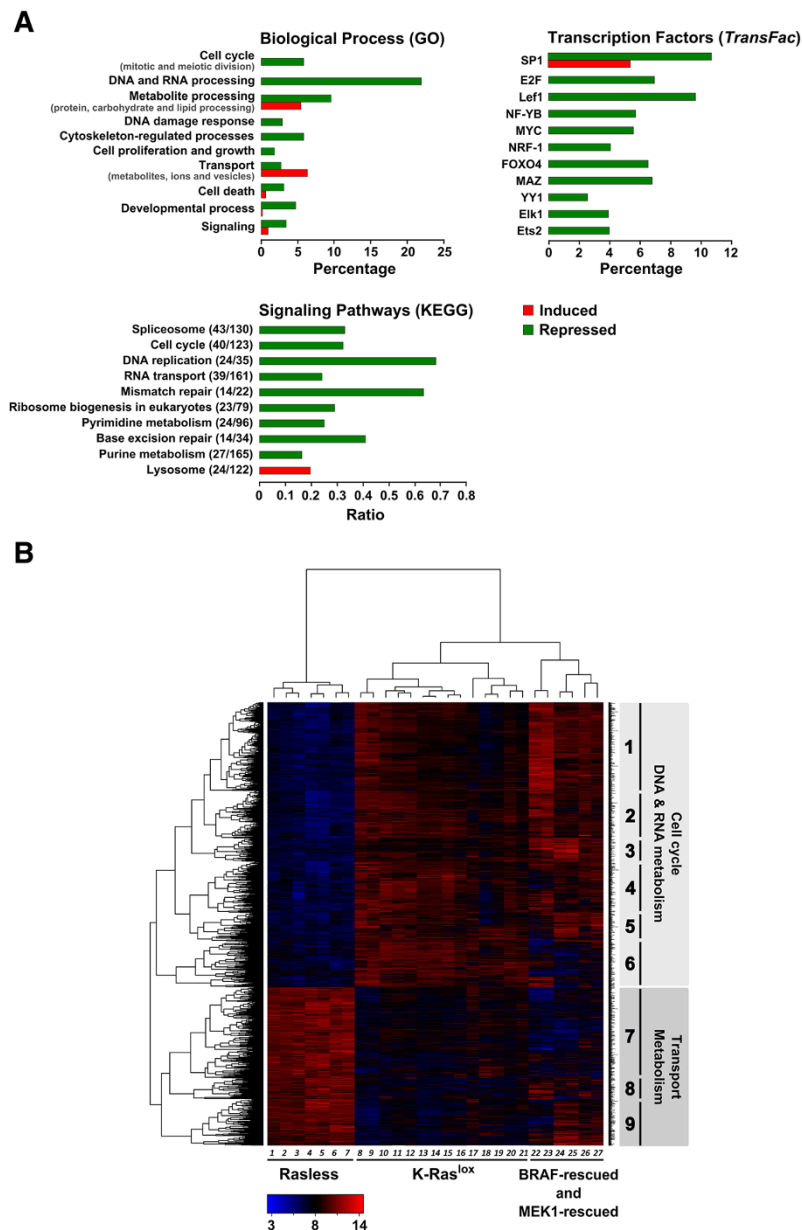 A
Biological Process (GO)
Cell cycle
(mitotic and meiotic division)
DNA and RNA processing
Metabolite processing
(protein, carbohydrate and lipid processing)
DNA damage response
Cytoskeleton-regulated processes
Cell proliferation and growth
Transport
(metabolites, ions and vesicles)
Cell death
Developmental process
Signaling
0 5 10 15 20 25
Percentage
Transcription Factors (TransFac)
SP1
E2F
Lef1
NF-YB
MYC
NRF-1
FOXO4
MAZ
YY1
Elk1
Ets2
0 2 4 6 8 10 12
Percentage
Signaling Pathways (KEGG)
Spliceosome (43/130)
Cell cycle (40/123)
DNA replication (24/35)
RNA transport (39/161)
Mismatch repair (14/22)
Ribosome biogenesis in eukaryotes (23/79)
Pyrimidine metabolism (24/96)
Base excision repair (14/34)
Purine metabolism (27/165)
Lysosome (24/122)
0 0.1 0.2 0.3 0.4 0.5 0.6 0.7 0.8
Ratio
Induced
Repressed
B
1
2
3
4
5
6
7
8
9
Cell cycle
DNA & RNA metabolism
Transport
Metabolism
1 2 3 4 5 6 7 8 9 10 11 12 13 14 15 16 17 18 19 20 21 22 23 24 25 26 27
Rasless
K-Raslox
BRAF-rescued
and
MEK1-rescued
3 8 14